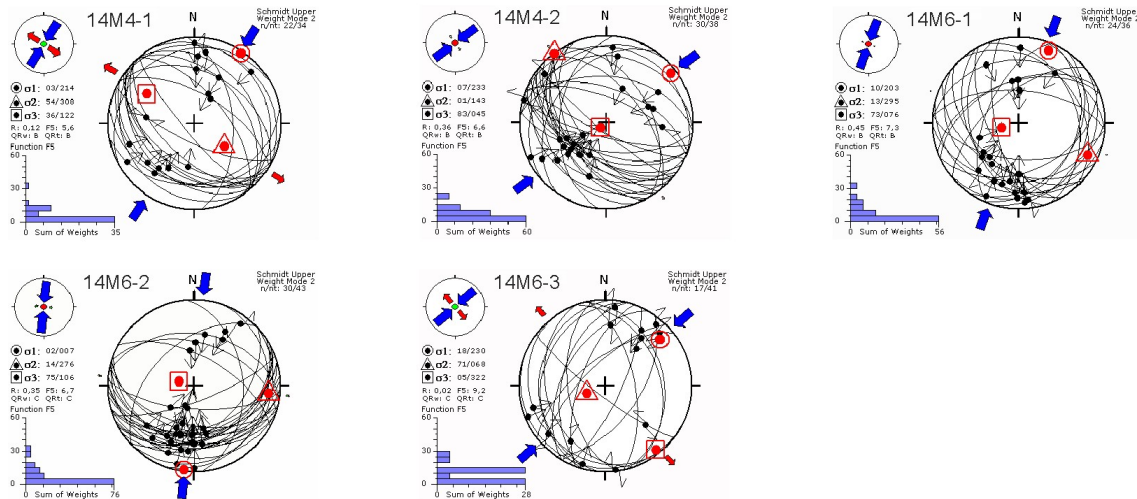 14M4-1
N
Schmidt Upper
Weight Mode 2
n/nt: 22/34
σ1: 03/214
σ2: 54/308
σ3: 36/122
R: 0,12 F5: 5,6
QRw: B QRt: B
Function F5
60
30
0
0 Sum of Weights 35
14M4-2
N
Schmidt Upper
Weight Mode 2
n/nt: 30/38
σ1: 07/233
σ2: 01/143
σ3: 83/045
R: 0,36 F5: 6,6
QRw: B QRt: B
Function F5
60
30
0
0 Sum of Weights 60
14M6-1
N
Schmidt Upper
Weight Mode 2
n/nt: 24/36
σ1: 10/203
σ2: 13/295
σ3: 73/076
R: 0,45 F5: 7,3
QRw: B QRt: B
Function F5
60
30
0
0 Sum of Weights 56
14M6-2
N
Schmidt Upper
Weight Mode 2
n/nt: 30/43
σ1: 02/007
σ2: 14/276
σ3: 75/106
R: 0,35 F5: 6,7
QRw: C QRt: C
Function F5
60
30
0
0 Sum of Weights 76
14M6-3
N
Schmidt Upper
Weight Mode 2
n/nt: 17/41
σ1: 18/230
σ2: 71/068
σ3: 05/322
R: 0,02 F5: 9,2
QRw: C QRt: C
Function F5
60
30
0
0 Sum of Weights 28